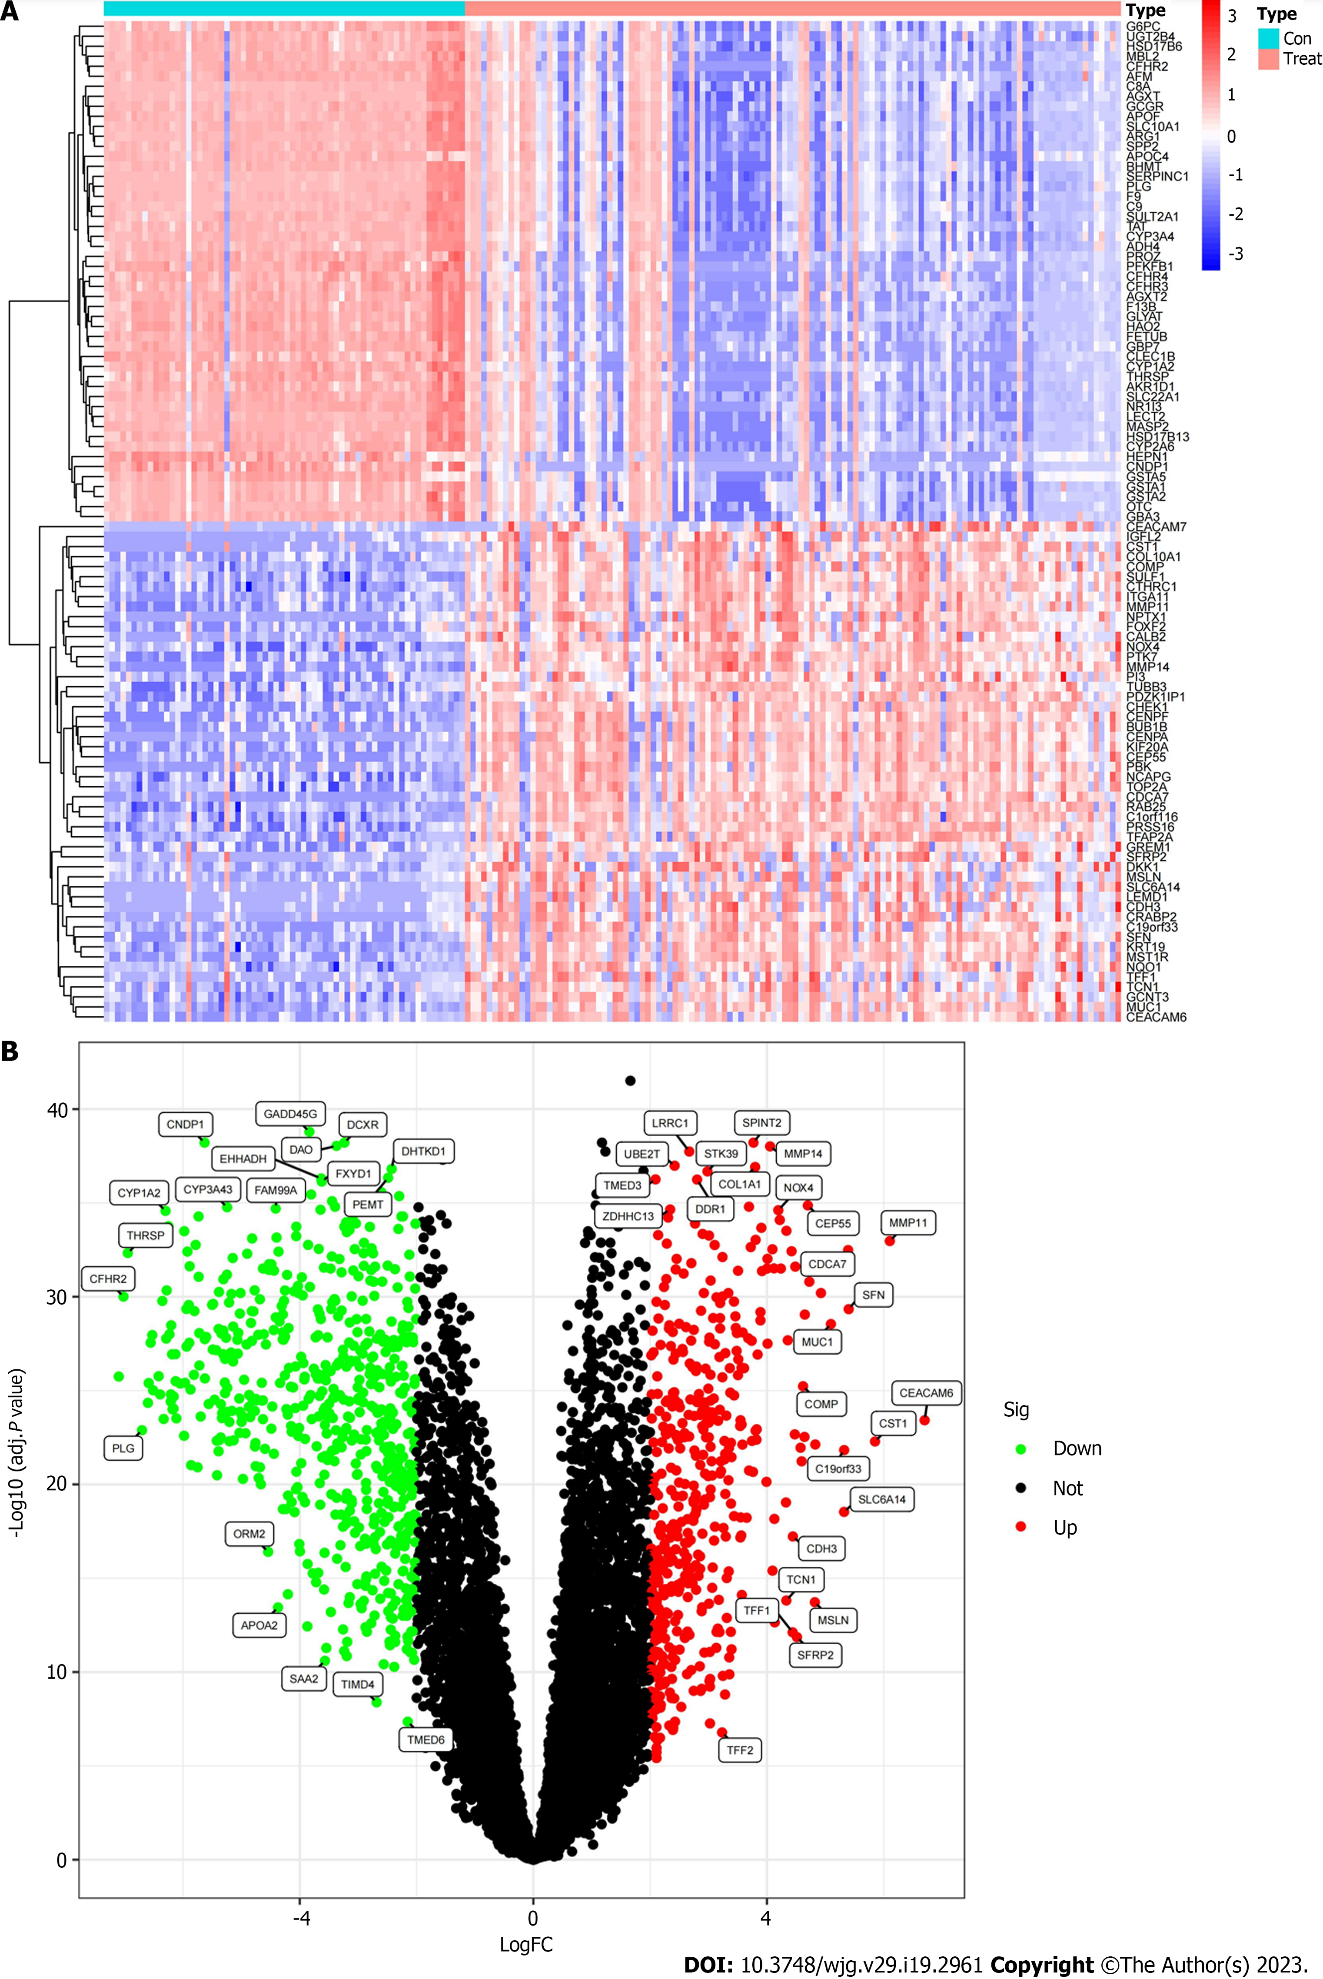 A
Type
G6PC
UGT2B4
HSD17B6
MBL2
CFHR2
AFM
C8A
AGXT
GCGR
APOF
SLC10A1
ARG1
SPP2
APOC4
BHMT
SERPINC1
PLG
F9
C9
SULT2A1
TAT
CYP3A4
ADH4
PROZ
PFKFB1
CFHR4
CFHR3
AGXT2
F13B
GLYAT
HAO2
FETUB
GBP7
CLEC1B
CYP1A2
THRSP
AKR1D1
SLC22A1
NR1I3
LECT2
MASP2
HSD17B13
CYP2A6
HEPN1
CNDP1
GSTA5
GSTA1
GSTA2
OTC
GBA3
CEACAM7
IGFL2
CST1
COL10A1
COMP
SULF1
CTHRC1
ITGA11
MMP11
NPTX1
FOXF2
CALB2
NOX4
PTK7
MMP14
PI3
TUBB3
PDZK1IP1
CHEK1
CENPF
BUB1B
CENPA
KIF20A
CEP55
PBK
NCAPG
TOP2A
CDCA7
RAB25
C1orf116
PRSS16
TFAP2A
GREM1
SFRP2
DKK1
MSLN
SLC6A14
LEMD1
CDH3
CRABP2
C19orf33
SFN
KRT19
MST1R
NQO1
TFF1
TCN1
GCNT3
MUC1
CEACAM6
3
2
1
0
-1
-2
-3
Type
Con
Treat
B
-Log10 (adj.P value)
40
30
20
10
0
GADD45G
CNDP1
DCXR
DAO
EHHADH
DHTKD1
FXYD1
CYP1A2
CYP3A43
FAM99A
PEMT
THRSP
CFHR2
PLG
ORM2
APOA2
SAA2
TIMD4
TMED6
LRRC1
SPINT2
UBE2T
STK39
MMP14
TMED3
COL1A1
NOX4
ZDHHC13
DDR1
CEP55
MMP11
CDCA7
SFN
MUC1
CEACAM6
COMP
CST1
C19orf33
SLC6A14
CDH3
TCN1
TFF1
MSLN
SFRP2
TFF2
-4
0
4
LogFC
Sig
Down
Not
Up
DOI: 10.3748/wjg.v29.i19.2961 Copyright ©The Author(s) 2023.